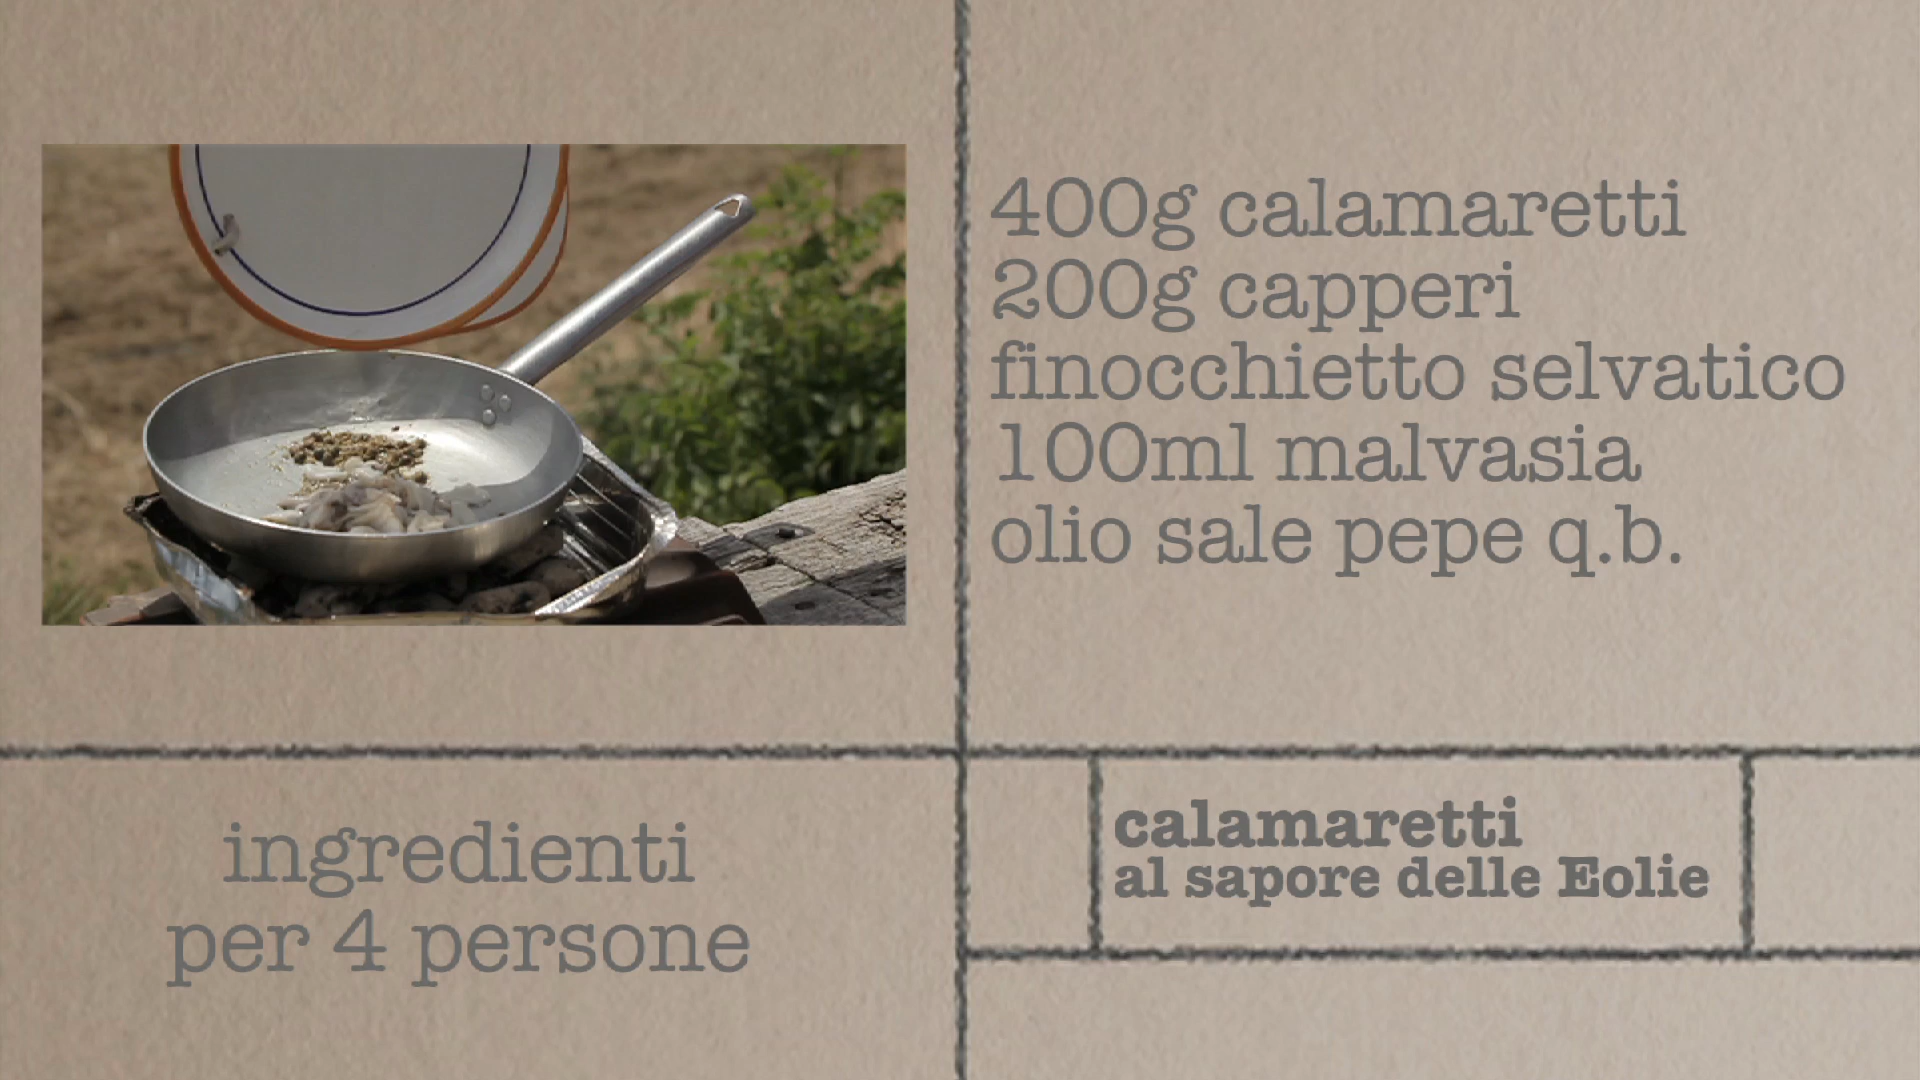 400g calamaretti
200g capperi
finocchietto selvatico
100ml malvasia
olio sale pepe q.b.
ingredienti
per 4 persone
calamaretti
al sapore delle Eolie